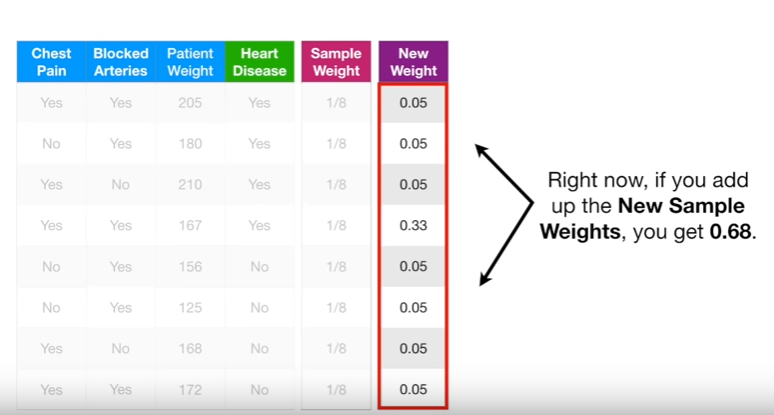 Chest Pain Blocked Arteries Patient Weight Heart Disease Sample Weight New Weight
Yes Yes 205 Yes 1/8 0.05
No Yes 180 Yes 1/8 0.05
Yes No 210 Yes 1/8 0.05
Yes Yes 167 Yes 1/8 0.33
No Yes 156 No 1/8 0.05
No Yes 125 No 1/8 0.05
Yes No 168 No 1/8 0.05
Yes Yes 172 No 1/8 0.05
Right now, if you add
up the New Sample
Weights, you get 0.68.